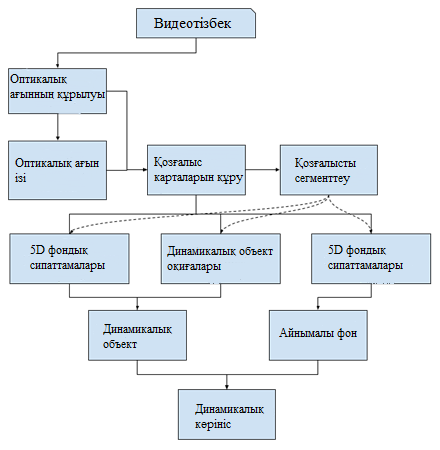 Видеотізбек
Оптикалық
ағынның құрылуы
Оптикалық ағын
ізі
Қозғалыс
карталарын құру
Қозғалысты
сегменттеу
5D фондық
сипаттамалары
Динамикалық объект
оқиғалары
5D фондық
сипаттамалары
Динамикалық
объект
Айнымалы фон
Динамикалық
көрініс